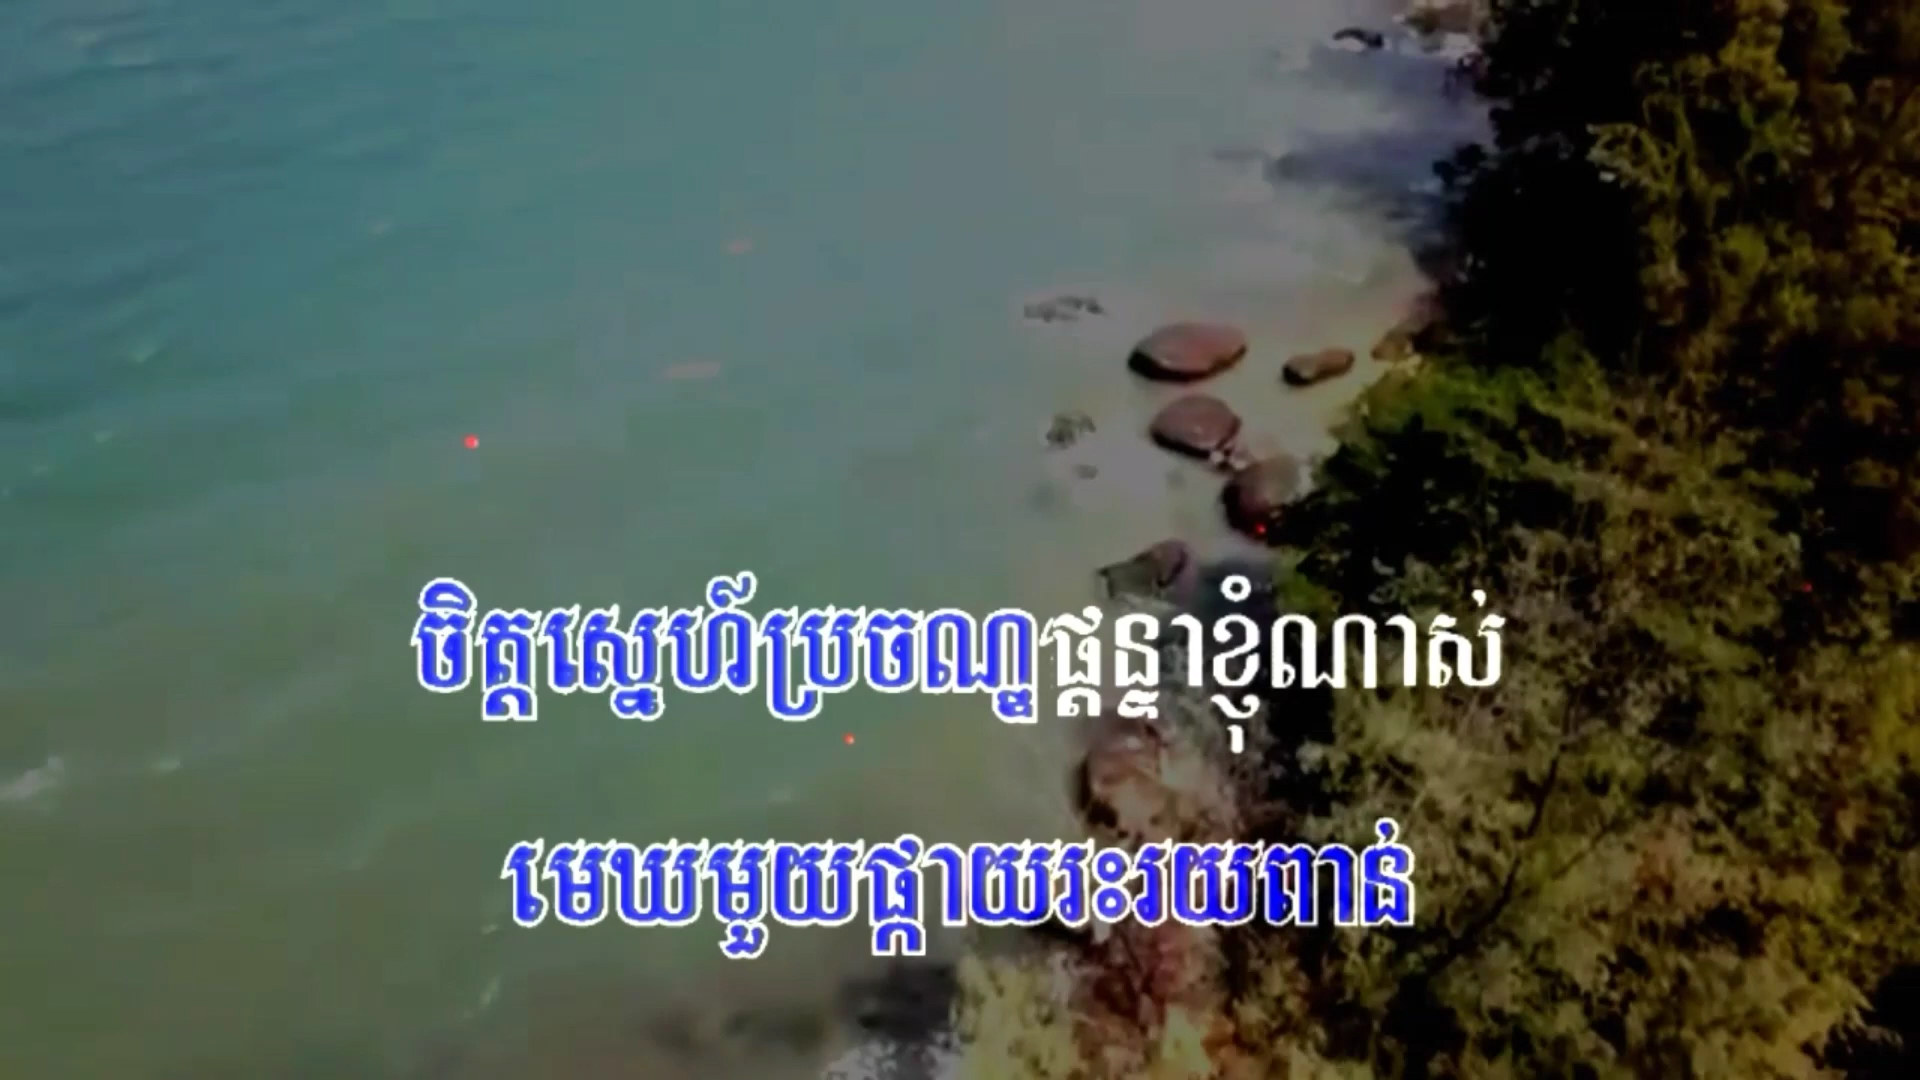 ចិត្តស្នេហ៍ប្រចណ្ឌផ្តន្ទាខ្ញុំណាស់
មេឃមួយផ្កាយរះរយពាន់